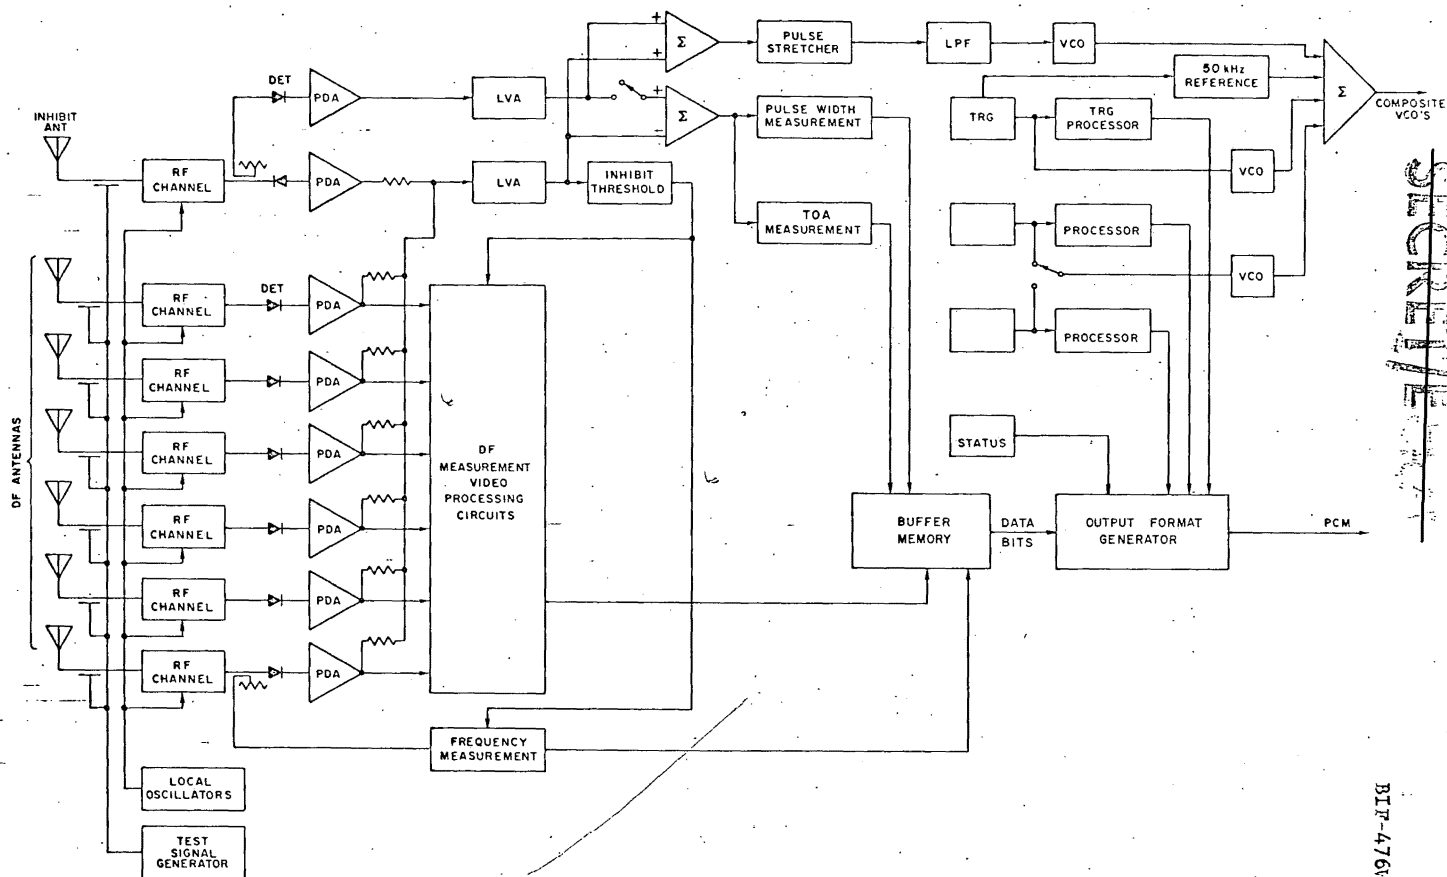 INHIBIT
ANT
RF
CHANNEL
DET
PDA
LVA
Σ
+
+
PULSE
STRETCHER
LPF
VCO
50 kHz
REFERENCE
Σ
COMPOSITE
VCO'S
PDA
LVA
INHIBIT
THRESHOLD
Σ
+
−
PULSE WIDTH
MEASUREMENT
TOA
MEASUREMENT
TRG
TRG
PROCESSOR
VCO
PROCESSOR
VCO
PROCESSOR
STATUS
DF ANTENNAS
RF
CHANNEL
DET
PDA
RF
CHANNEL
PDA
RF
CHANNEL
PDA
RF
CHANNEL
PDA
RF
CHANNEL
PDA
RF
CHANNEL
PDA
DF
MEASUREMENT
VIDEO
PROCESSING
CIRCUITS
BUFFER
MEMORY
DATA
BITS
OUTPUT FORMAT
GENERATOR
PCM
FREQUENCY
MEASUREMENT
LOCAL
OSCILLATORS
TEST
SIGNAL
GENERATOR
SECRET/E